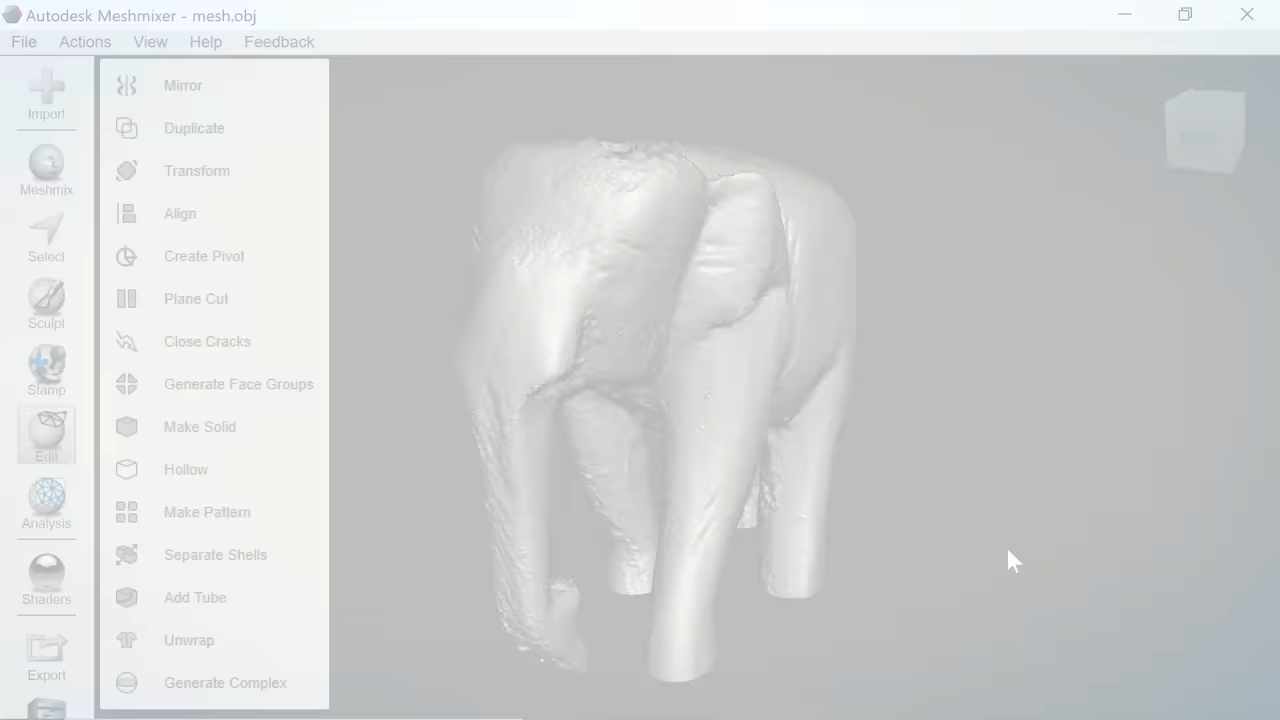 Autodesk Meshmixer - mesh.obj
File Actions View Help Feedback
Import
Meshmix
Select
Sculpt
Stamp
Edit
Analysis
Shaders
Export
Mirror
Duplicate
Transform
Align
Create Pivot
Plane Cut
Close Cracks
Generate Face Groups
Make Solid
Hollow
Make Pattern
Separate Shells
Add Tube
Unwrap
Generate Complex